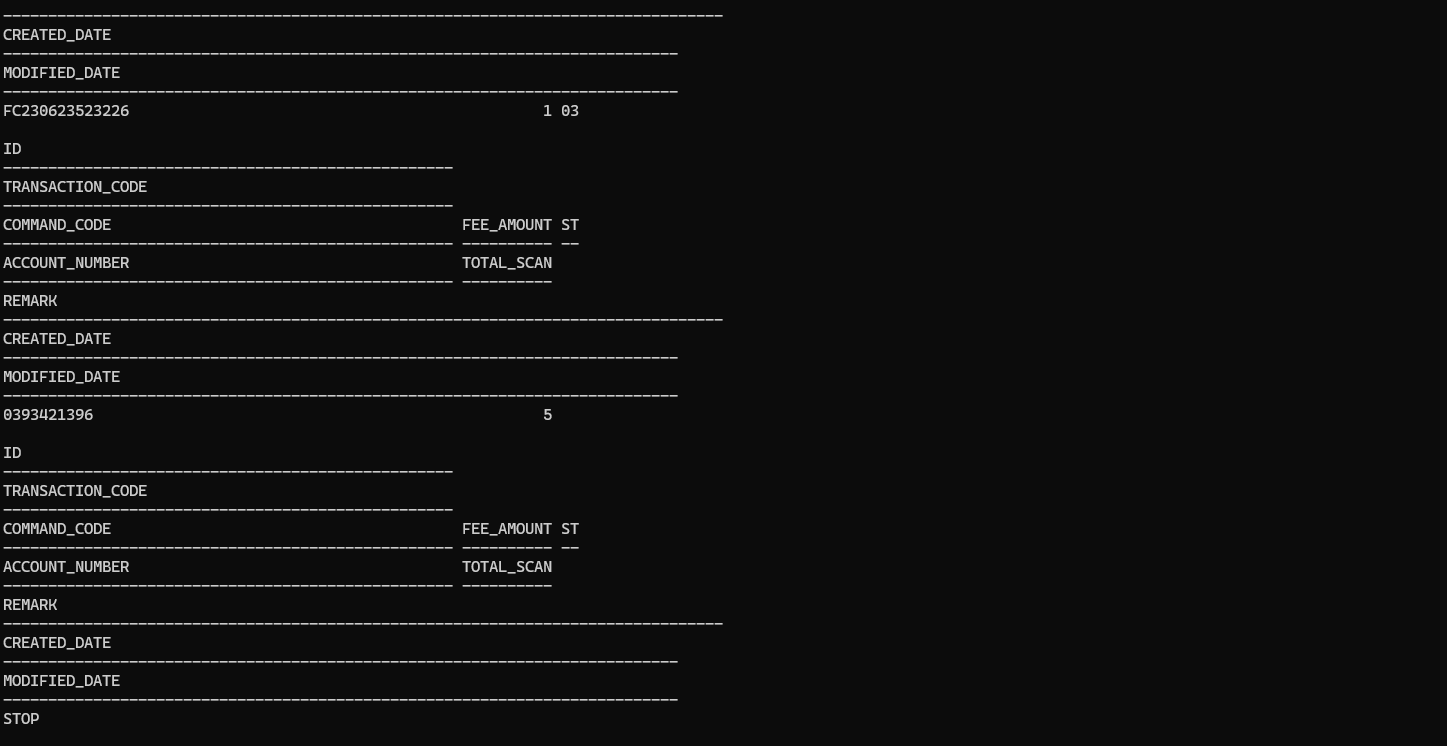 --------------------------------------------------------------------------------
CREATED_DATE
---------------------------------------------------------------------------
MODIFIED_DATE
---------------------------------------------------------------------------
FC230623523226 1 03
ID
--------------------------------------------------
TRANSACTION_CODE
--------------------------------------------------
COMMAND_CODE FEE_AMOUNT ST
-------------------------------------------------- ---------- --
ACCOUNT_NUMBER TOTAL_SCAN
-------------------------------------------------- ----------
REMARK
--------------------------------------------------------------------------------
CREATED_DATE
---------------------------------------------------------------------------
MODIFIED_DATE
---------------------------------------------------------------------------
0393421396 5
ID
--------------------------------------------------
TRANSACTION_CODE
--------------------------------------------------
COMMAND_CODE FEE_AMOUNT ST
-------------------------------------------------- ---------- --
ACCOUNT_NUMBER TOTAL_SCAN
-------------------------------------------------- ----------
REMARK
--------------------------------------------------------------------------------
CREATED_DATE
---------------------------------------------------------------------------
MODIFIED_DATE
---------------------------------------------------------------------------
STOP